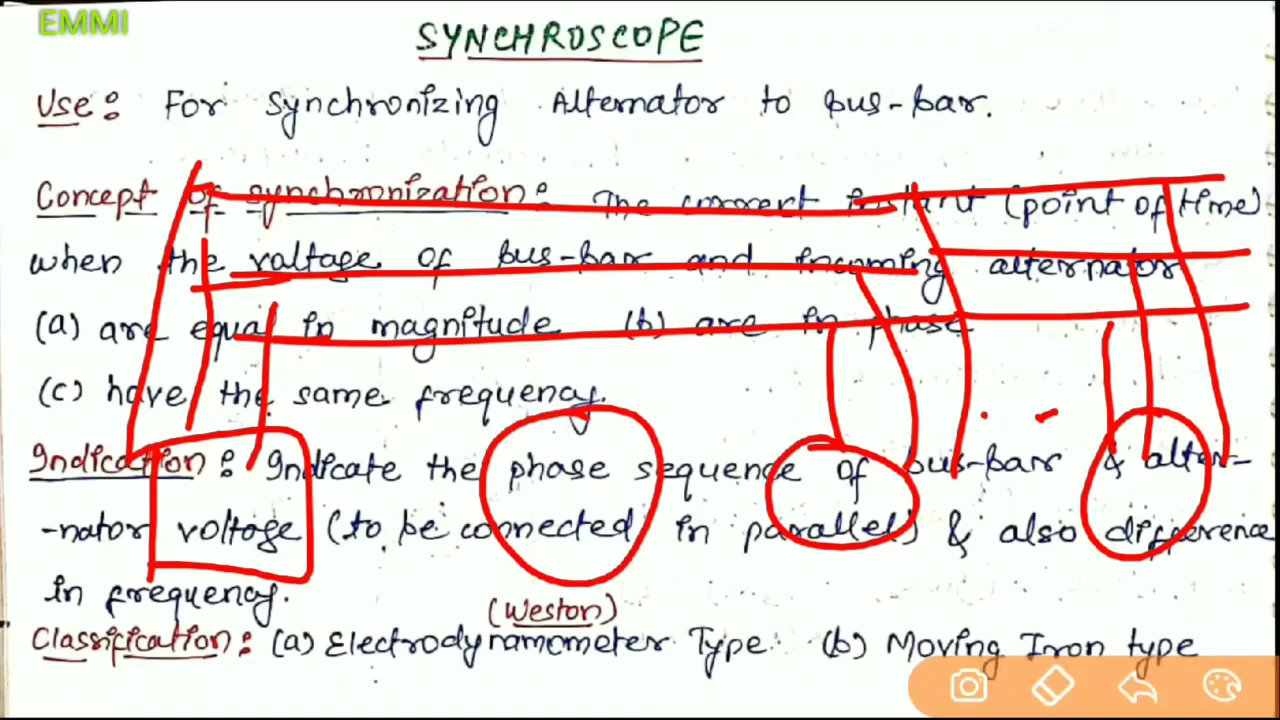 EMMI
SYNCHROSCOPE
Use: For synchronizing Alternator to bus-bar.
Concept of synchronization: The correct instant (point of time)
when the voltage of bus-bar and incoming alternator
(a) are equal in magnitude (b) are in phase
(c) have the same frequency.
Indication: Indicate the phase sequence of bus-bar & alter-
-nator voltage (to be connected in parallel) & also difference
in frequency.
(Weston)
Classification: (a) Electrodynamometer Type (b) Moving Iron type